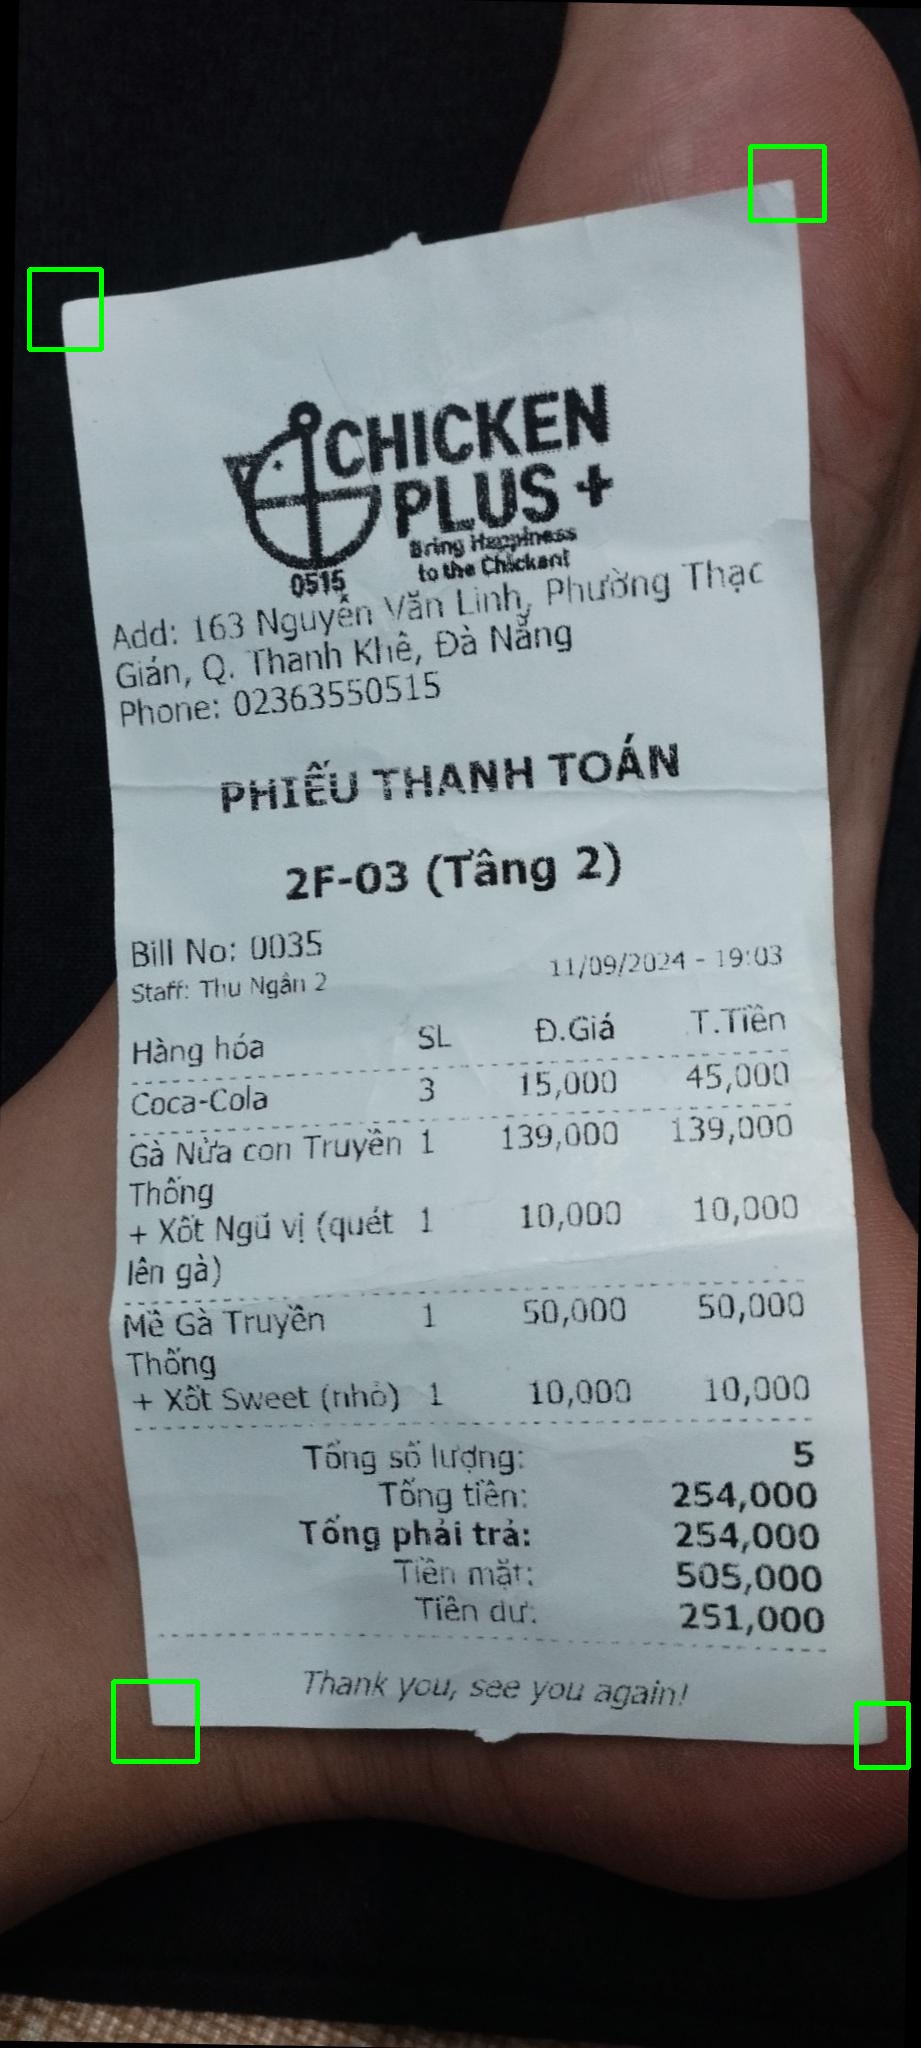 CHICKEN
PLUS +
Bring Happiness
to the Chicken!
0515
Add: 163 Nguyễn Văn Linh, Phường Thạc
Gián, Q. Thanh Khê, Đà Nẵng
Phone: 02363550515
PHIẾU THANH TOÁN
2F-03 (Tầng 2)
Bill No: 0035
11/09/2024 - 19:03
Staff: Thu Ngân 2
Hàng hóa SL Đ.Giá T.Tiền
Coca-Cola 3 15,000 45,000
Gà Nửa con Truyền 1 139,000 139,000
Thống
+ Xốt Ngũ vị (quét 1 10,000 10,000
lên gà)
Mề Gà Truyền 1 50,000 50,000
Thống
+ Xốt Sweet (nhỏ) 1 10,000 10,000
Tổng số lượng: 5
Tổng tiền: 254,000
Tổng phải trả: 254,000
Tiền mặt: 505,000
Tiền dư: 251,000
Thank you, see you again!